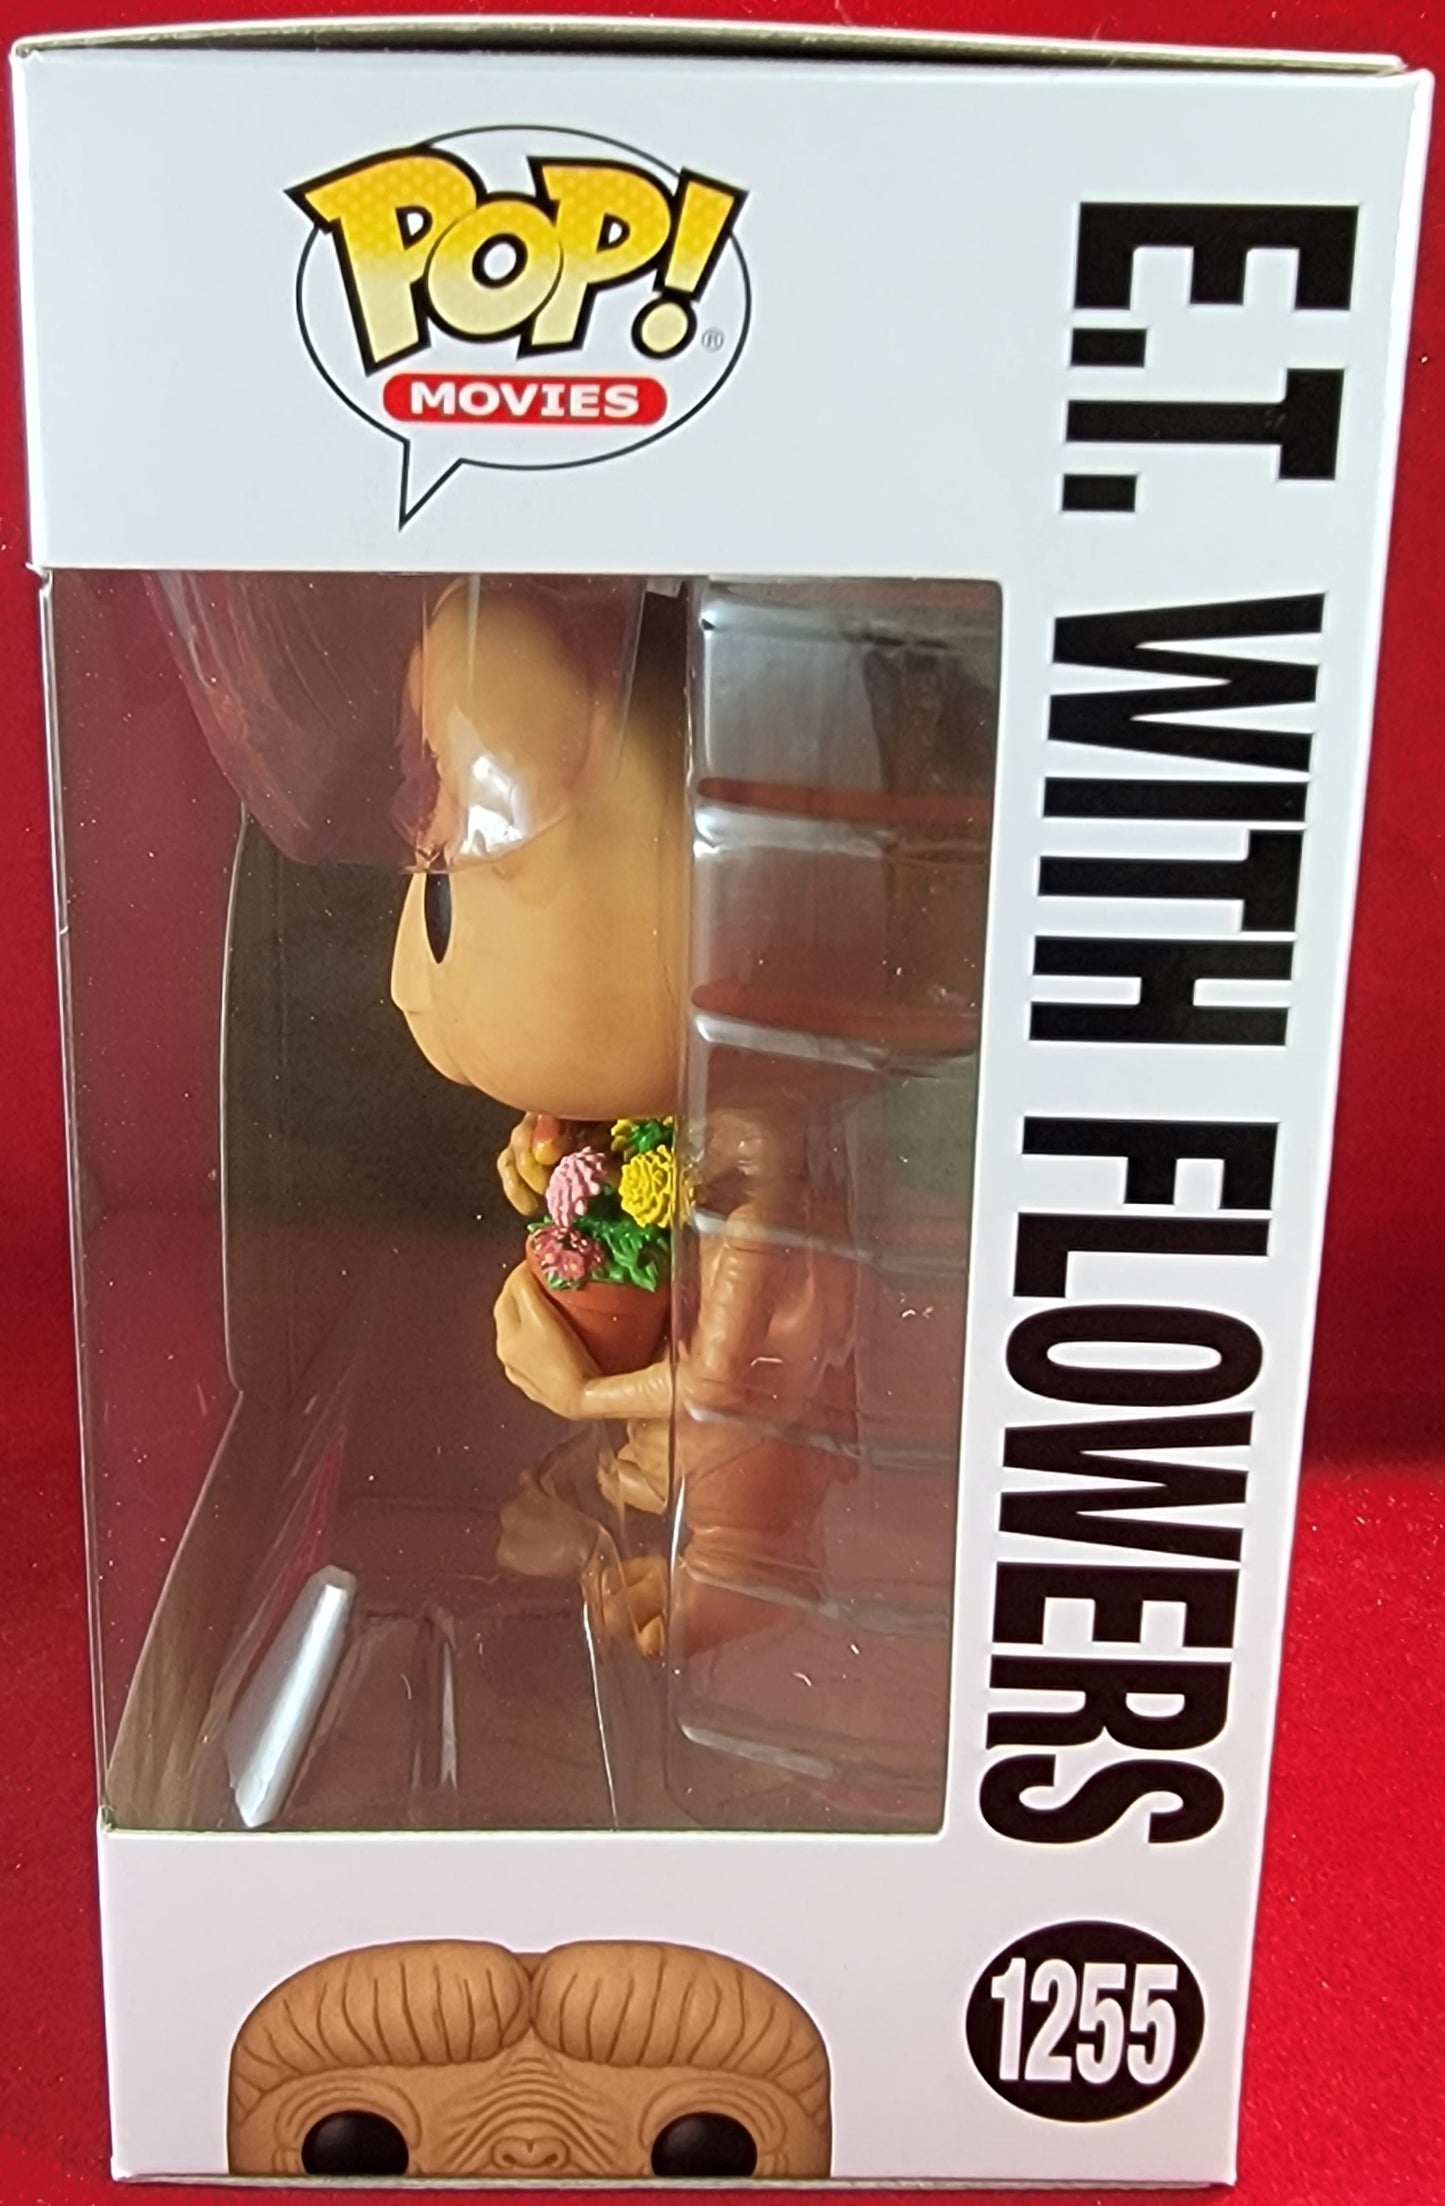 POP!
®
MOVIES
E.T. WITH FLOWERS
1255